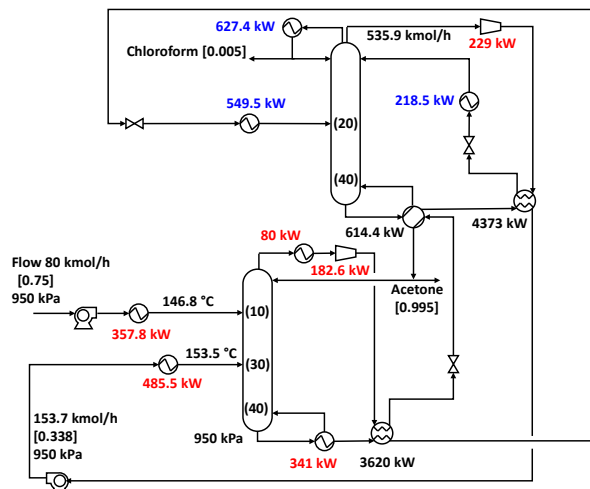 627.4 kW
535.9 kmol/h
229 kW
Chloroform [0.005]
549.5 kW
218.5 kW
(20)
(40)
614.4 kW
4373 kW
80 kW
182.6 kW
Acetone
[0.995]
Flow 80 kmol/h
[0.75]
950 kPa
146.8 °C
(10)
357.8 kW
153.5 °C
(30)
485.5 kW
(40)
153.7 kmol/h
[0.338]
950 kPa
950 kPa
341 kW
3620 kW